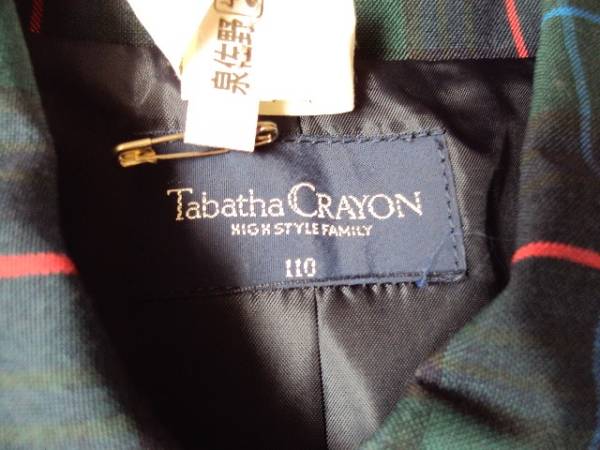 泉佐野
Tabatha CRAYON
HIGH STYLE FAMILY
110